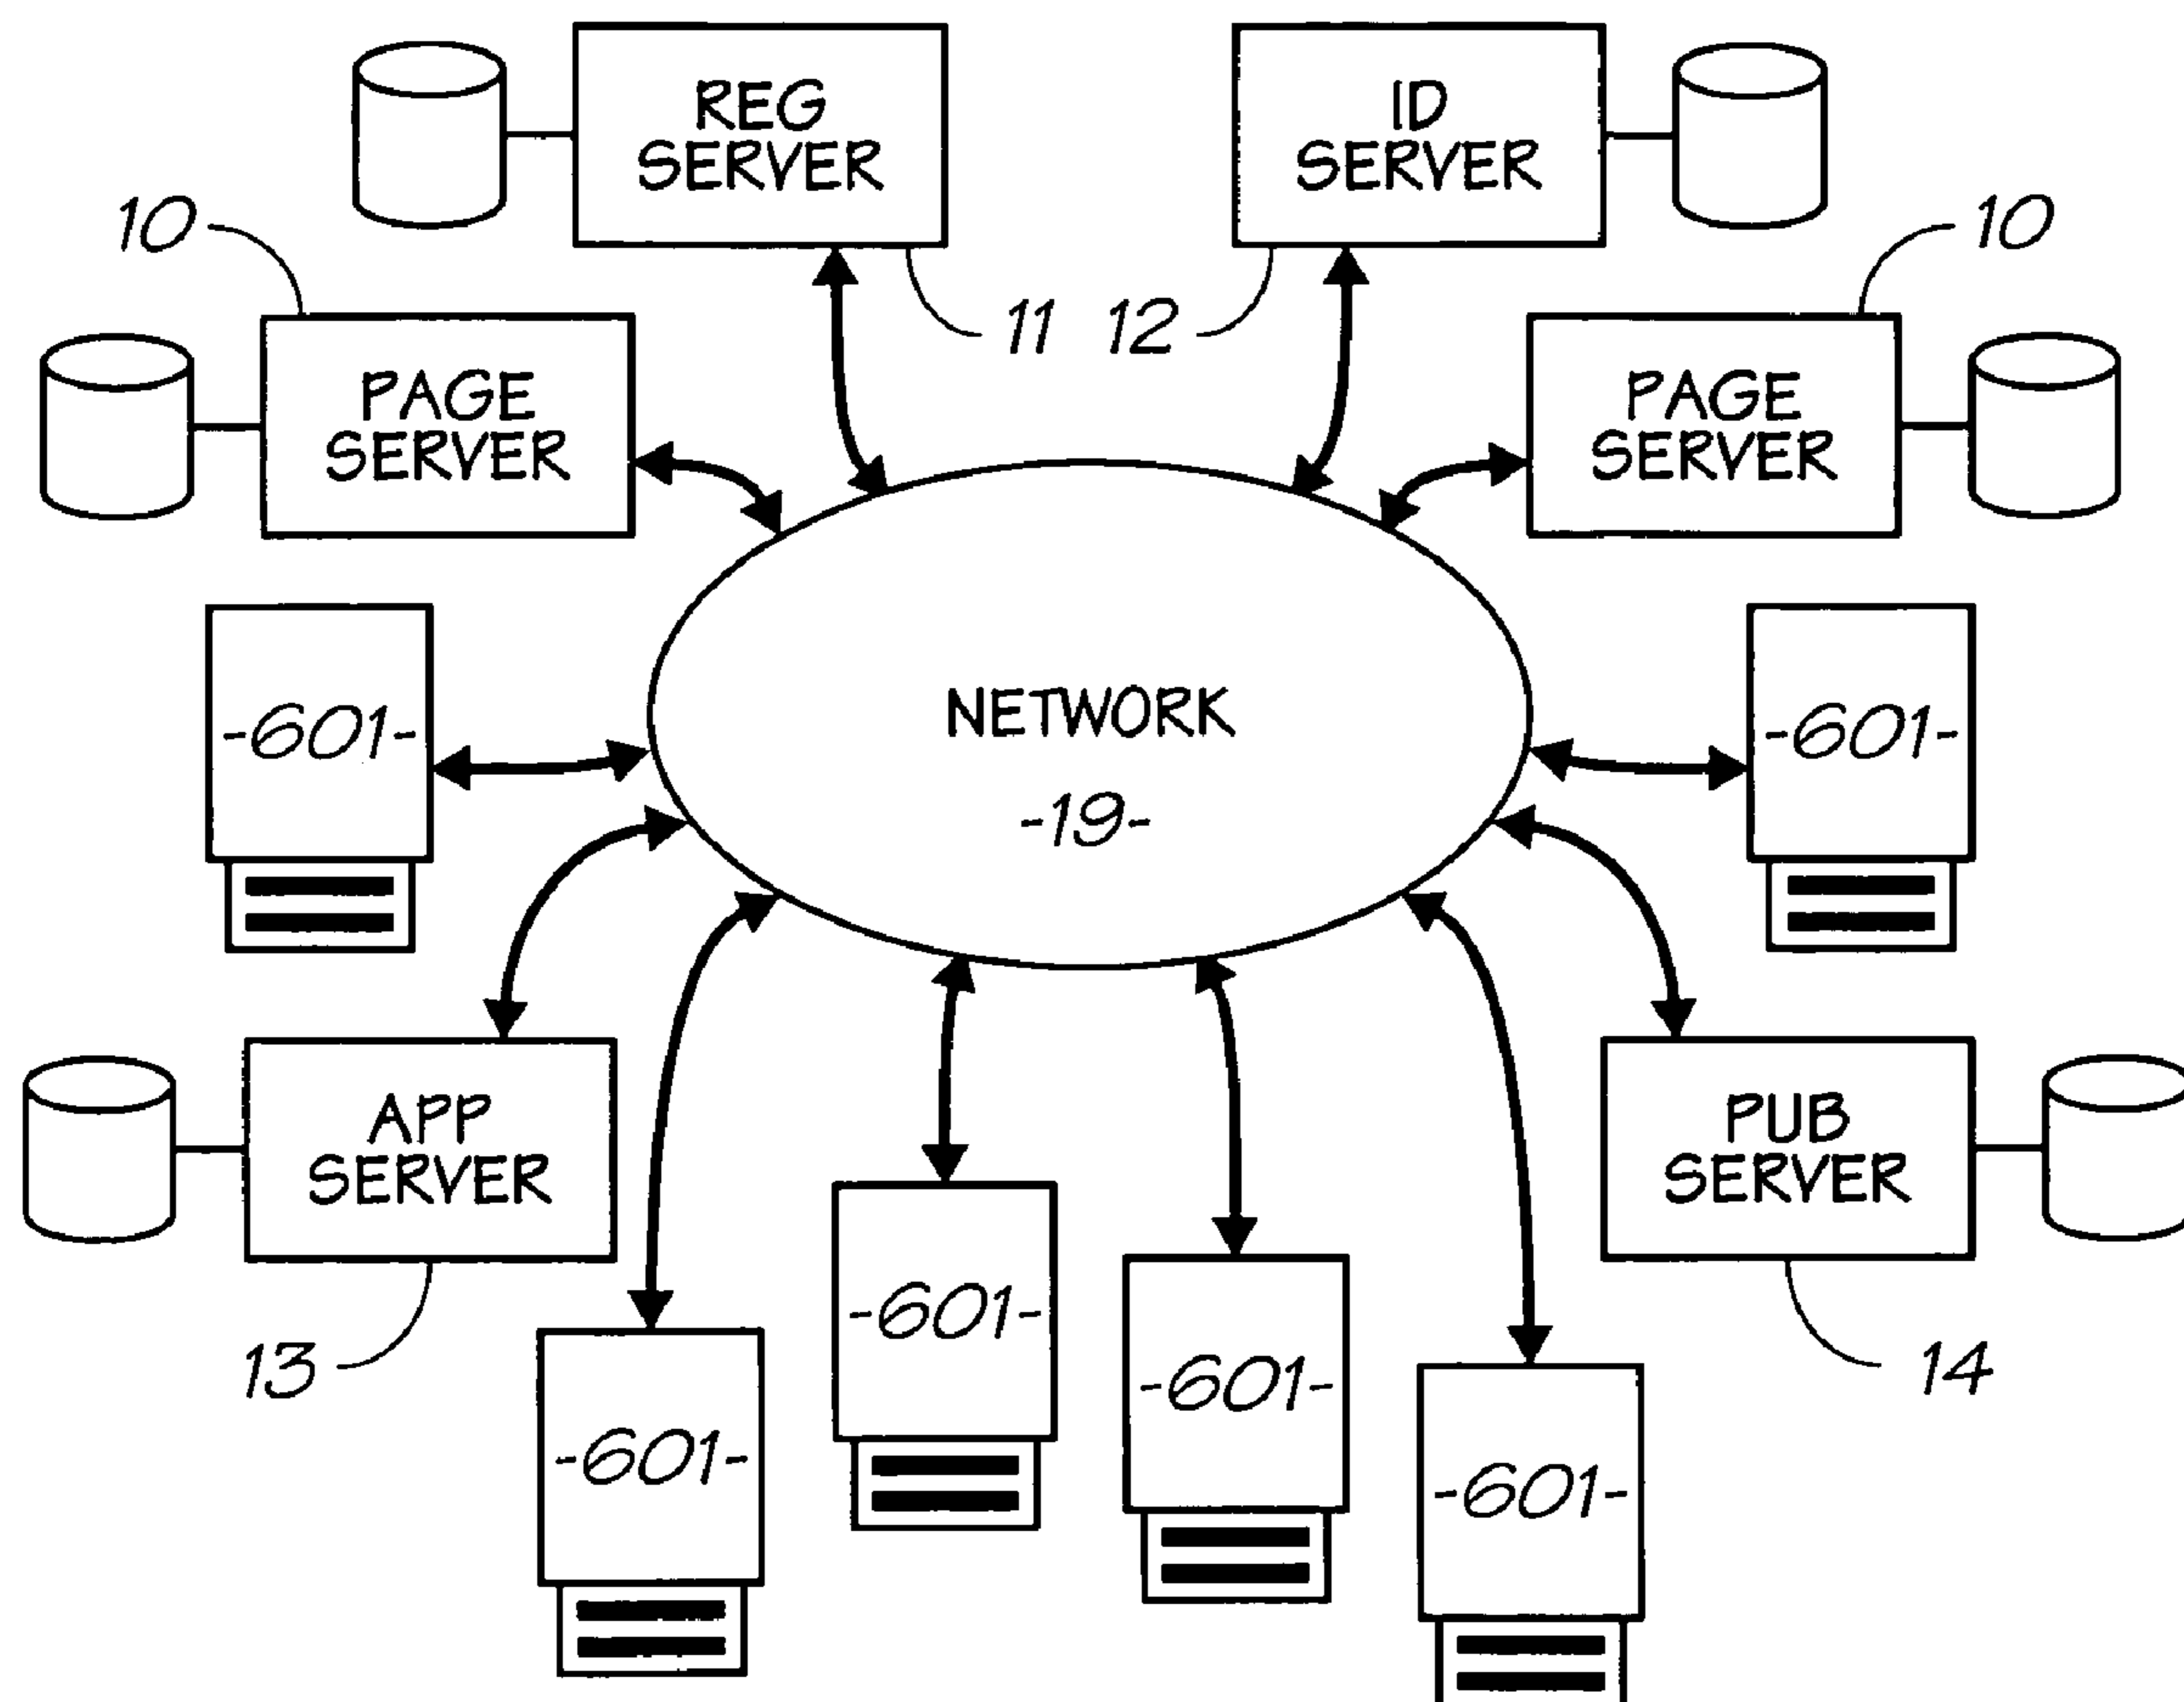 REG
SERVER
ID
SERVER
10
10
11
12
PAGE
SERVER
PAGE
SERVER
-601-
NETWORK
-19-
-601-
APP
SERVER
PUB
SERVER
13
14
-601-
-601-
-601-
-601-